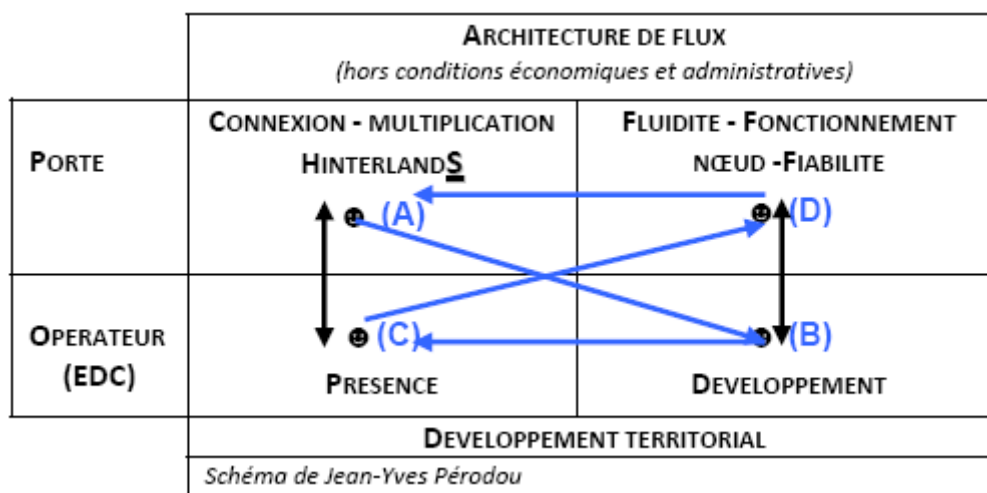 ARCHITECTURE DE FLUX
(hors conditions économiques et administratives)
CONNEXION - MULTIPLICATION
HINTERLANDS
FLUIDITE - FONCTIONNEMENT
NŒUD -FIABILITE
PORTE
(A)
(D)
OPERATEUR
(EDC)
(C)
(B)
PRESENCE
DEVELOPPEMENT
DEVELOPPEMENT TERRITORIAL
Schéma de Jean-Yves Pérodou